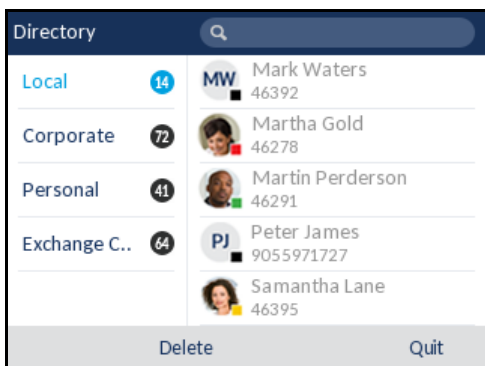 Directory
Local 14
Corporate 72
Personal 41
Exchange C.. 64
MW Mark Waters
46392
Martha Gold
46278
Martin Perderson
46291
PJ Peter James
9055971727
Samantha Lane
46395
Delete Quit